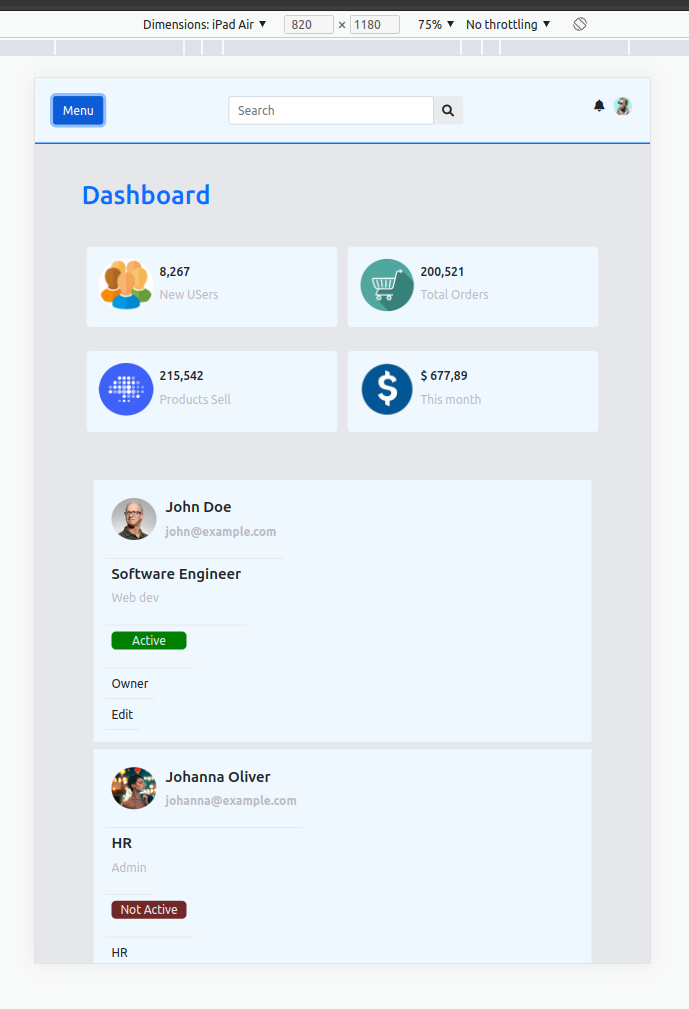 Dimensions: iPad Air ▼ 820 × 1180 75% ▼ No throttling ▼
Menu Search
Dashboard
8,267
New USers
200,521
Total Orders
215,542
Products Sell
$ 677,89
This month
John Doe
john@example.com
Software Engineer
Web dev
Active
Owner
Edit
Johanna Oliver
johanna@example.com
HR
Admin
Not Active
HR